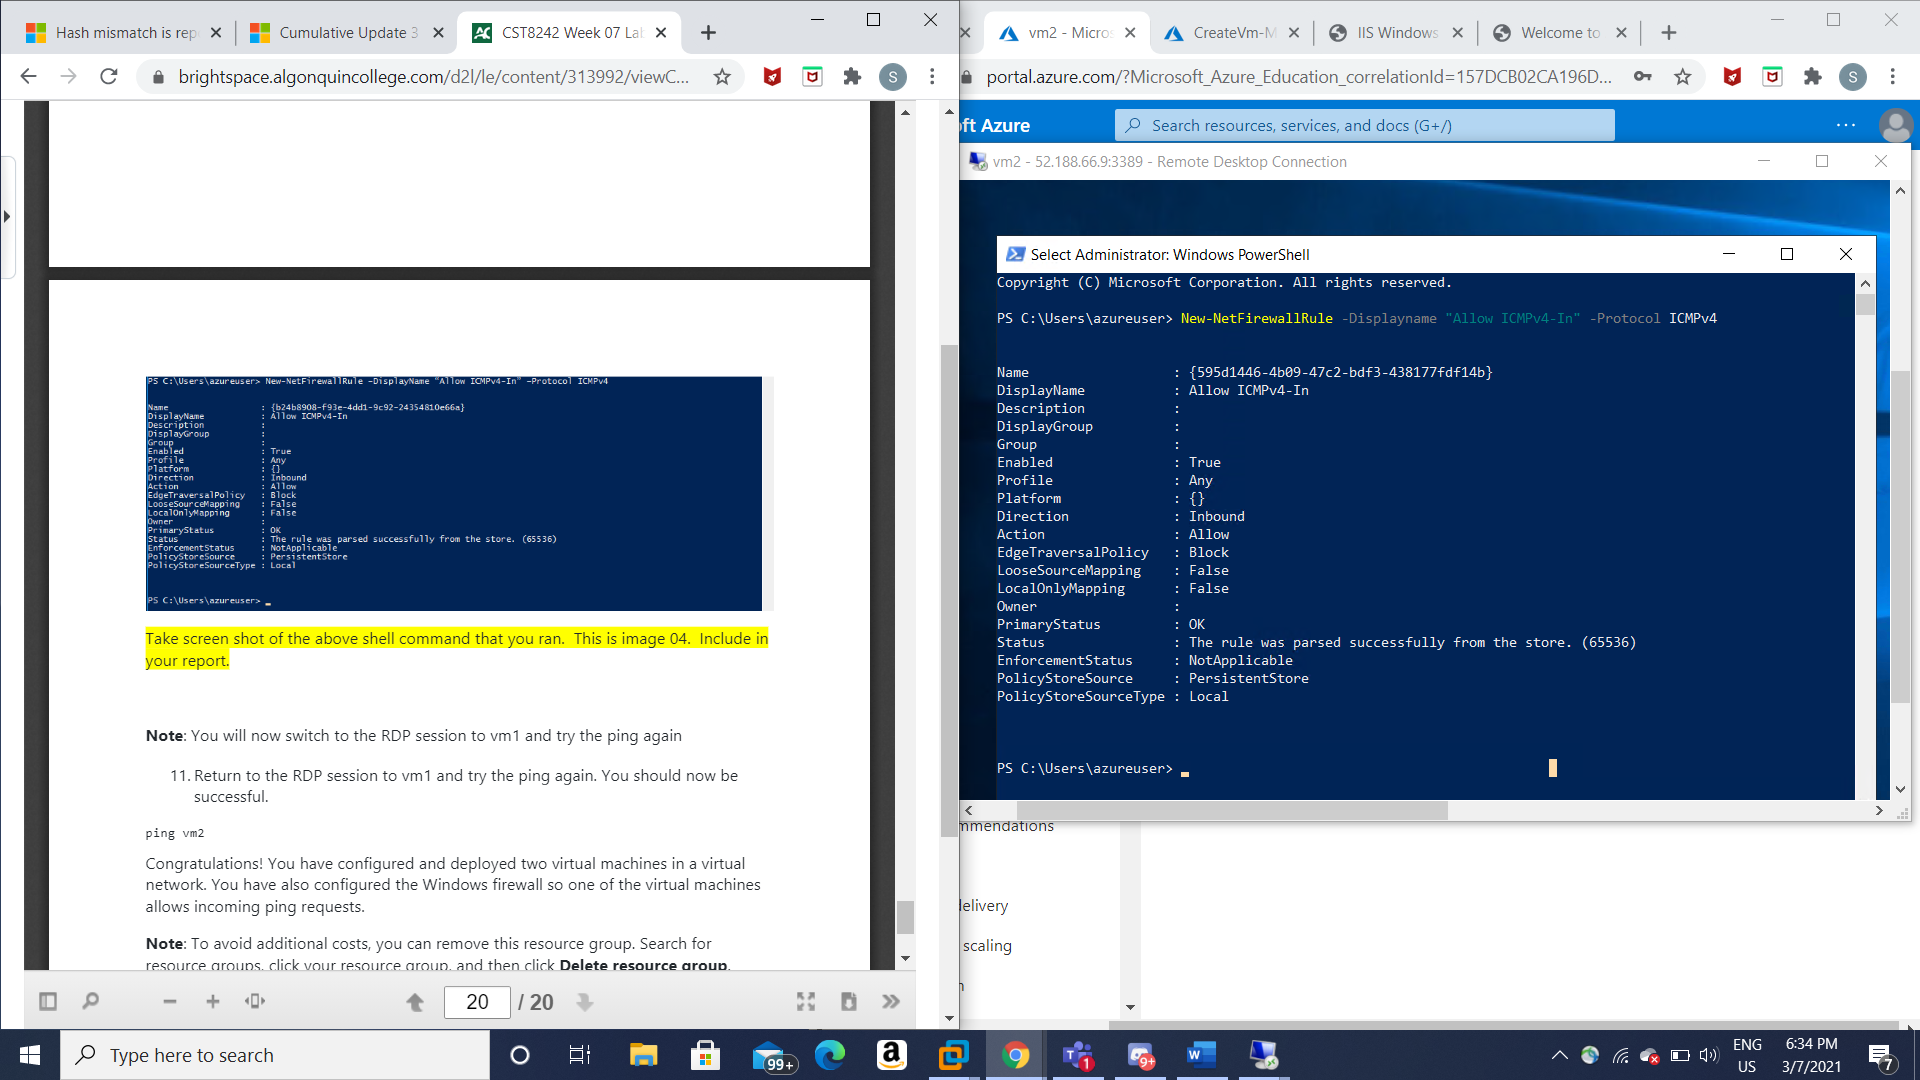 Hash mismatch is rep
Cumulative Update 3
CST8242 Week 07 La
brightspace.algonquincollege.com/d2l/le/content/313992/viewC...
S
PS C:\Users\azureuser> New-NetFirewallRule -DisplayName "Allow ICMPv4-In" -Protocol ICMPv4
Name : {b24b8908-f93e-4dd1-9c92-24354810e66a}
DisplayName : Allow ICMPv4-In
Description :
DisplayGroup :
Group :
Enabled : True
Profile : Any
Platform : {}
Direction : Inbound
Action : Allow
EdgeTraversalPolicy : Block
LooseSourceMapping : False
LocalOnlyMapping : False
Owner :
PrimaryStatus : OK
Status : The rule was parsed successfully from the store. (65536)
EnforcementStatus : NotApplicable
PolicyStoreSource : PersistentStore
PolicyStoreSourceType : Local
PS C:\Users\azureuser> _
Take screen shot of the above shell command that you ran. This is image 04. Include in
your report.
Note: You will now switch to the RDP session to vm1 and try the ping again
11. Return to the RDP session to vm1 and try the ping again. You should now be
successful.
ping vm2
Congratulations! You have configured and deployed two virtual machines in a virtual
network. You have also configured the Windows firewall so one of the virtual machines
allows incoming ping requests.
Note: To avoid additional costs, you can remove this resource group. Search for
resource groups, click your resource group, and then click Delete resource group.
20 / 20
vm2 - Micros
CreateVm-M
IIS Windows
Welcome to
portal.azure.com/?Microsoft_Azure_Education_correlationId=157DCB02CA196D...
S
oft Azure
Search resources, services, and docs (G+/)
vm2 - 52.188.66.9:3389 - Remote Desktop Connection
Select Administrator: Windows PowerShell
Copyright (C) Microsoft Corporation. All rights reserved.
PS C:\Users\azureuser> New-NetFirewallRule -Displayname "Allow ICMPv4-In" -Protocol ICMPv4
Name : {595d1446-4b09-47c2-bdf3-438177fdf14b}
DisplayName : Allow ICMPv4-In
Description :
DisplayGroup :
Group :
Enabled : True
Profile : Any
Platform : {}
Direction : Inbound
Action : Allow
EdgeTraversalPolicy : Block
LooseSourceMapping : False
LocalOnlyMapping : False
Owner :
PrimaryStatus : OK
Status : The rule was parsed successfully from the store. (65536)
EnforcementStatus : NotApplicable
PolicyStoreSource : PersistentStore
PolicyStoreSourceType : Local
PS C:\Users\azureuser> _
mmendations
delivery
scaling
n
Type here to search
99+
1
9+
ENG
US
6:34 PM
3/7/2021
7